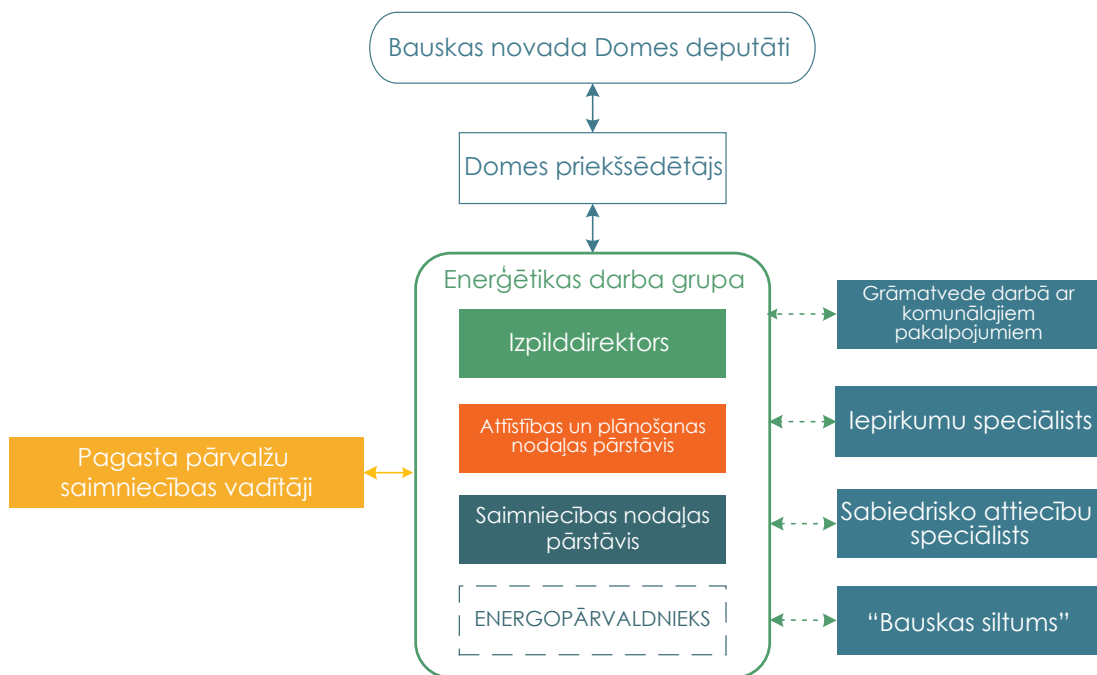 Bauskas novada Domes deputāti
Domes priekšsēdētājs
Enerģētikas darba grupa
Izpilddirektors
Attīstības un plānošanas
nodaļas pārstāvis
Saimniecības nodaļas
pārstāvis
ENERGOPĀRVALDNIEKS
Pagasta pārvalžu
saimniecības vadītāji
Grāmatvede darbā ar
komunālajiem
pakalpojumiem
Iepirkumu speciālists
Sabiedrisko attiecību
speciālists
“Bauskas siltums”